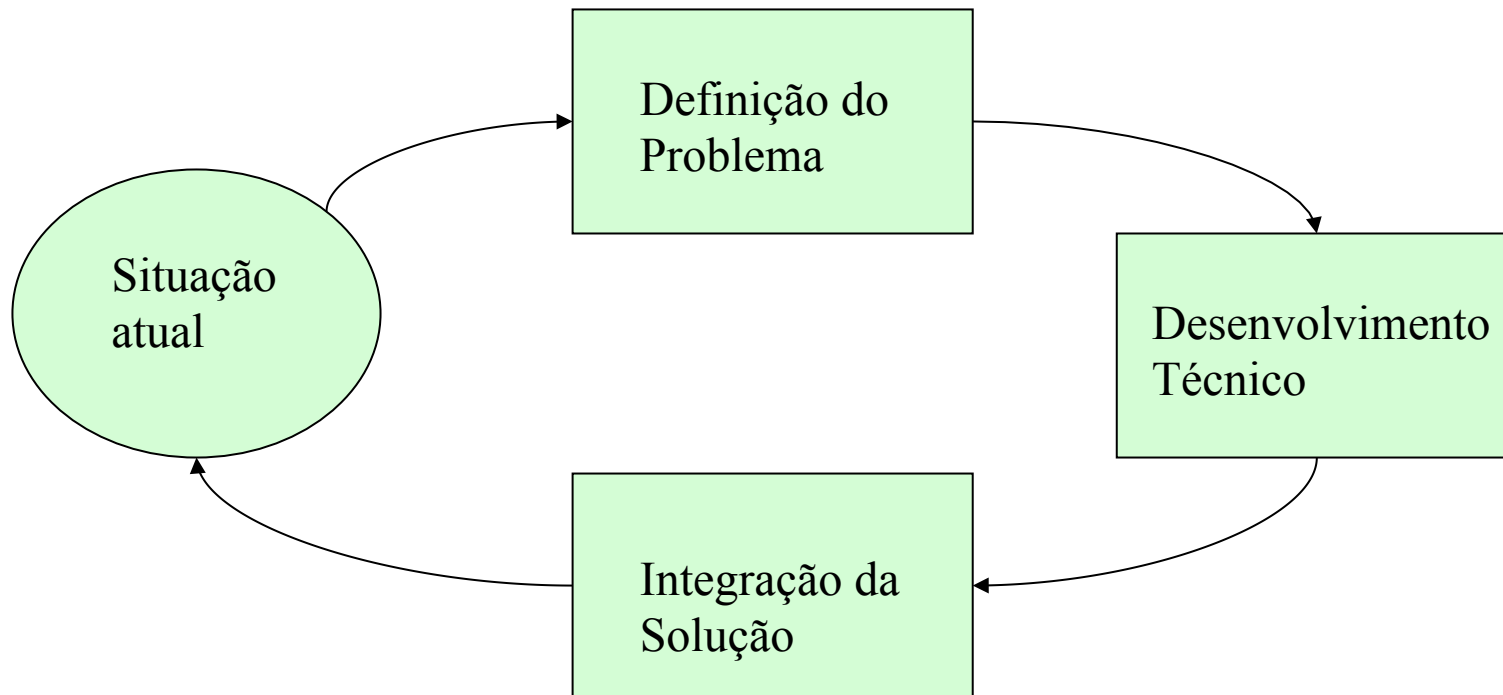 Definição do
Problema
Situação
atual
Desenvolvimento
Técnico
Integração da
Solução